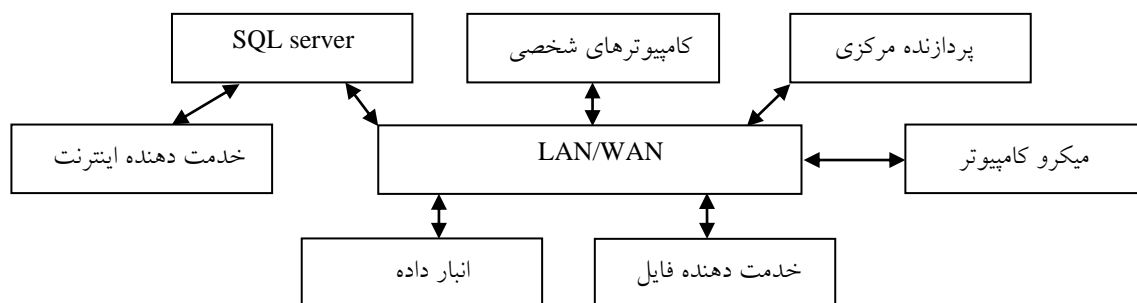 SQL server
کامپیوترهای شخصی
پردازنده مرکزی
خدمت دهنده اینترنت
LAN/WAN
میکرو کامپیوتر
انبار داده
خدمت دهنده فایل